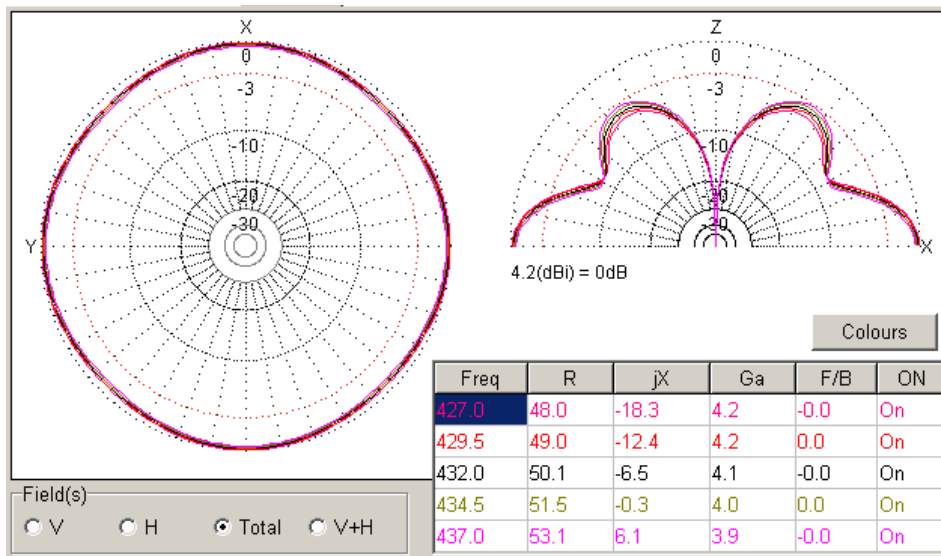 X
0
-3
-10
-20
-30
Y
Z
0
-3
-10
-20
-30
X
4.2(dBi) = 0dB
Colours
Freq R jX Ga F/B ON
427.0 48.0 -18.3 4.2 -0.0 On
429.5 49.0 -12.4 4.2 0.0 On
432.0 50.1 -6.5 4.1 -0.0 On
434.5 51.5 -0.3 4.0 0.0 On
437.0 53.1 6.1 3.9 -0.0 On
Field(s)
V H Total V+H